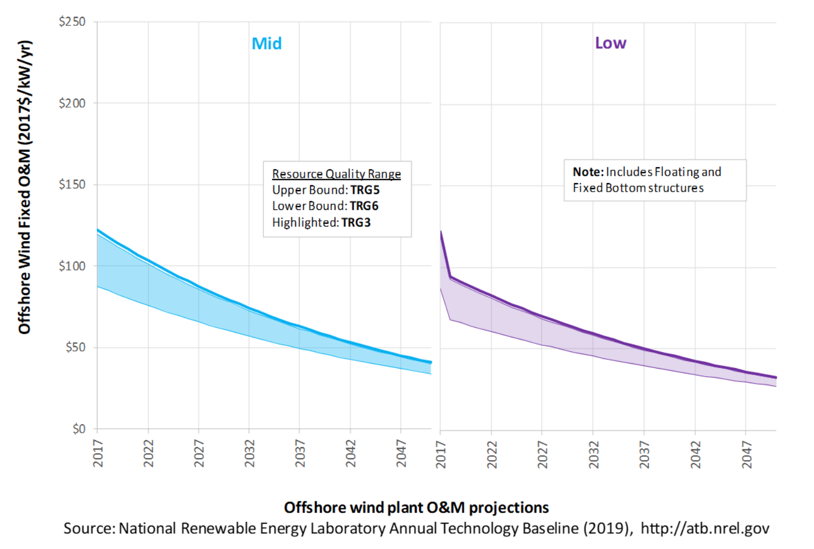 Offshore Wind Fixed O&M (2017$/kW/yr)
$250
$200
$150
$100
$50
$0
Mid
Resource Quality Range
Upper Bound: TRG5
Lower Bound: TRG6
Highlighted: TRG3
2017
2022
2027
2032
2037
2042
2047
Low
Note: Includes Floating and
Fixed Bottom structures
2017
2022
2027
2032
2037
2042
2047
Offshore wind plant O&M projections
Source: National Renewable Energy Laboratory Annual Technology Baseline (2019), http://atb.nrel.gov